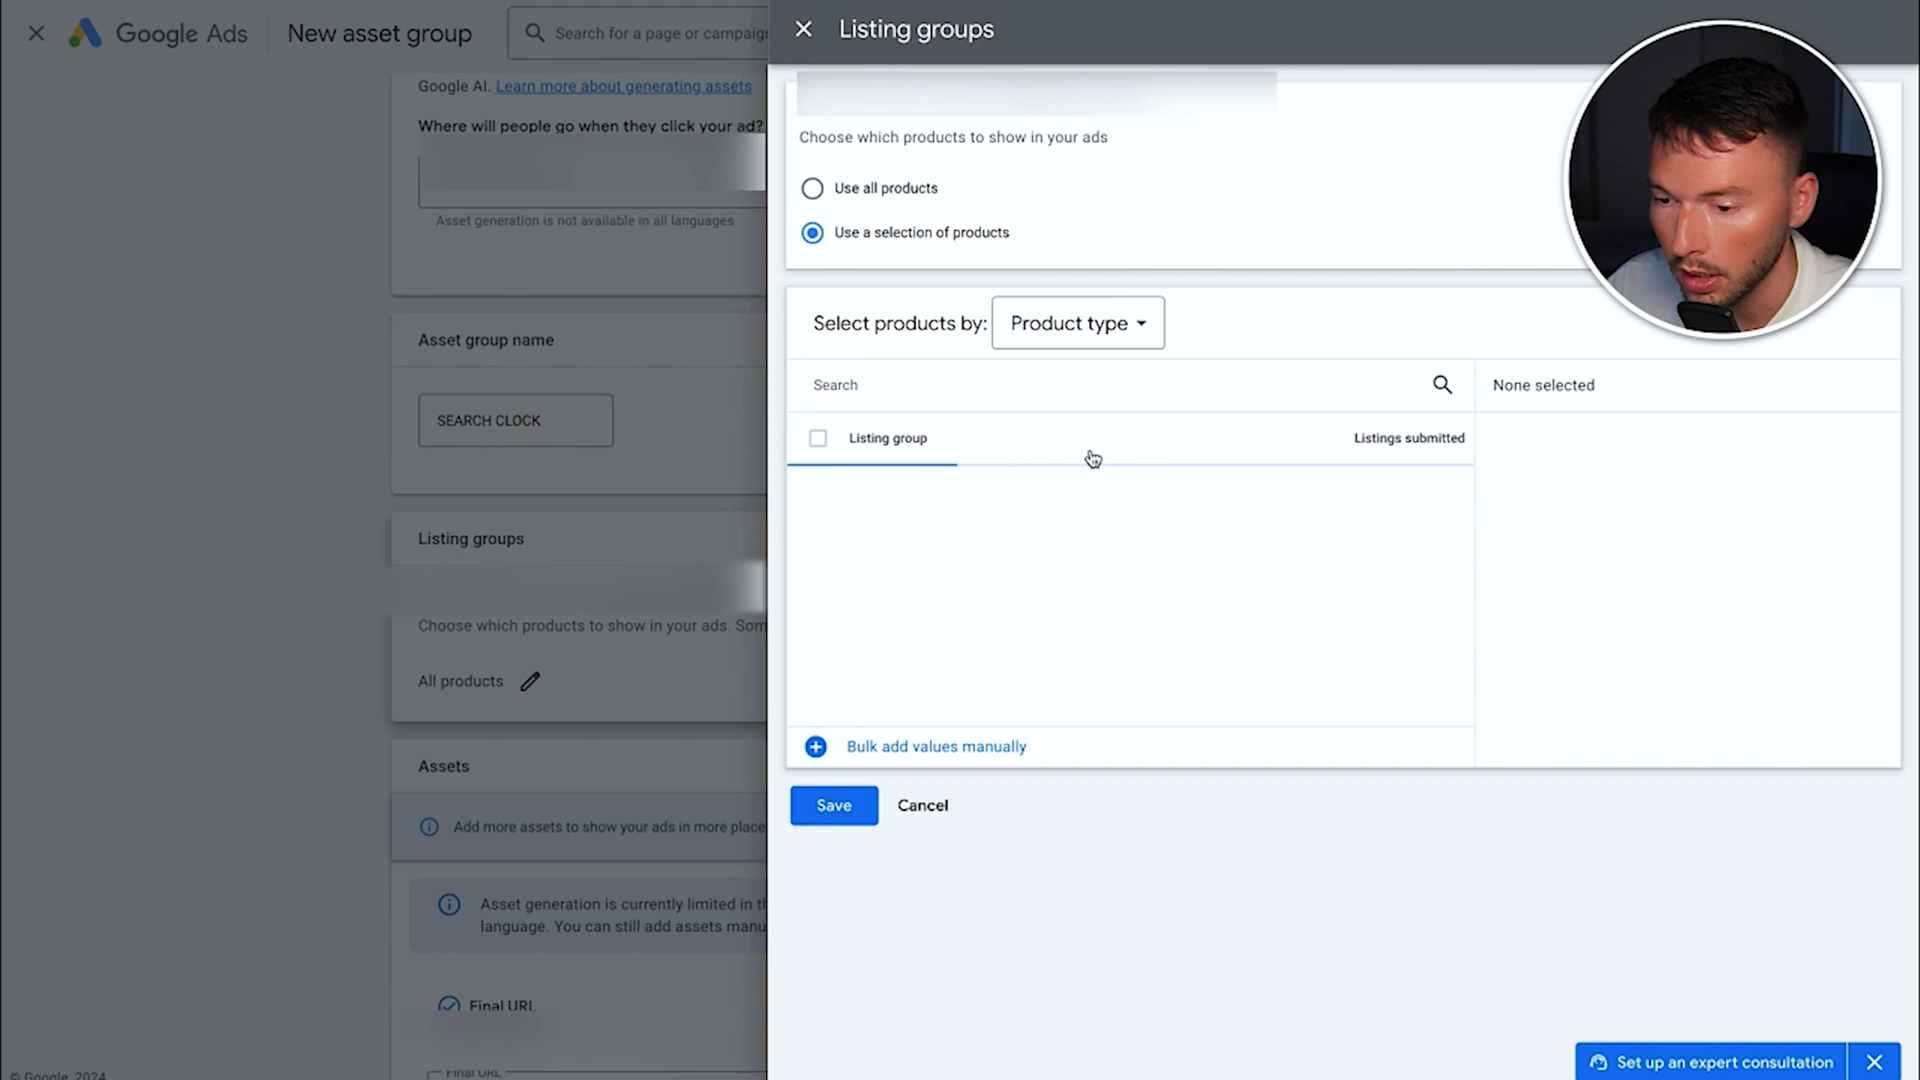 Google Ads
New asset group
Search for a page or campaig
Google AI. Learn more about generating assets
Where will people go when they click your ad?
Asset generation is not available in all languages
Asset group name
SEARCH CLOCK
Listing groups
Choose which products to show in your ads. Som
All products
Assets
Add more assets to show your ads in more place
Asset generation is currently limited in th
language. You can still add assets manu
Final URL
Final URL
© Google, 2024
Listing groups
Choose which products to show in your ads
Use all products
Use a selection of products
Select products by: Product type
Search
None selected
Listing group
Listings submitted
Bulk add values manually
Save
Cancel
Set up an expert consultation